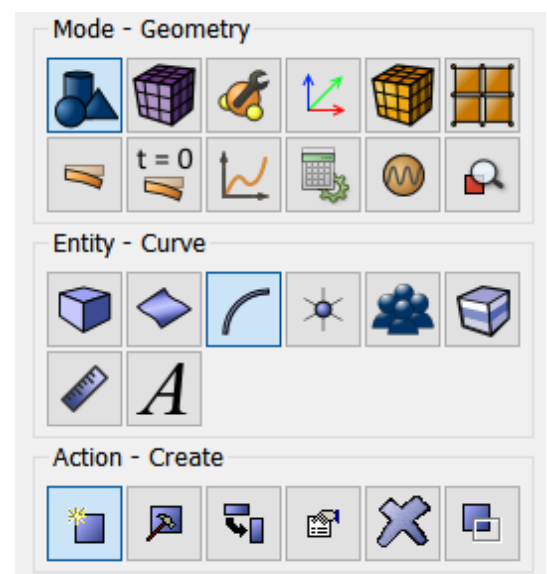 Mode - Geometry
t = 0
Entity - Curve
A
Action - Create